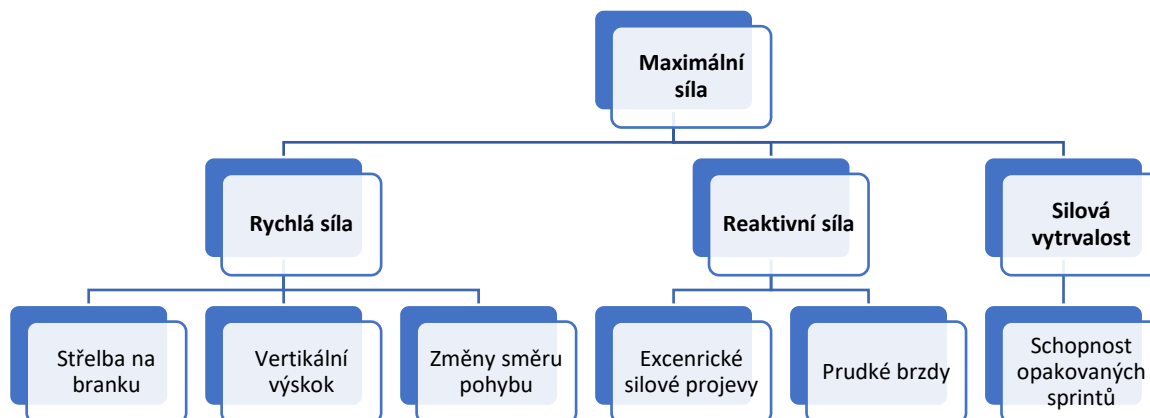 Maximální
síla
Rychlá síla
Reaktivní síla
Silová
vytrvalost
Střelba na
branku
Vertikální
výskok
Změny směru
pohybu
Excenrické
silové projevy
Prudké brzdy
Schopnost
opakovaných
sprintů